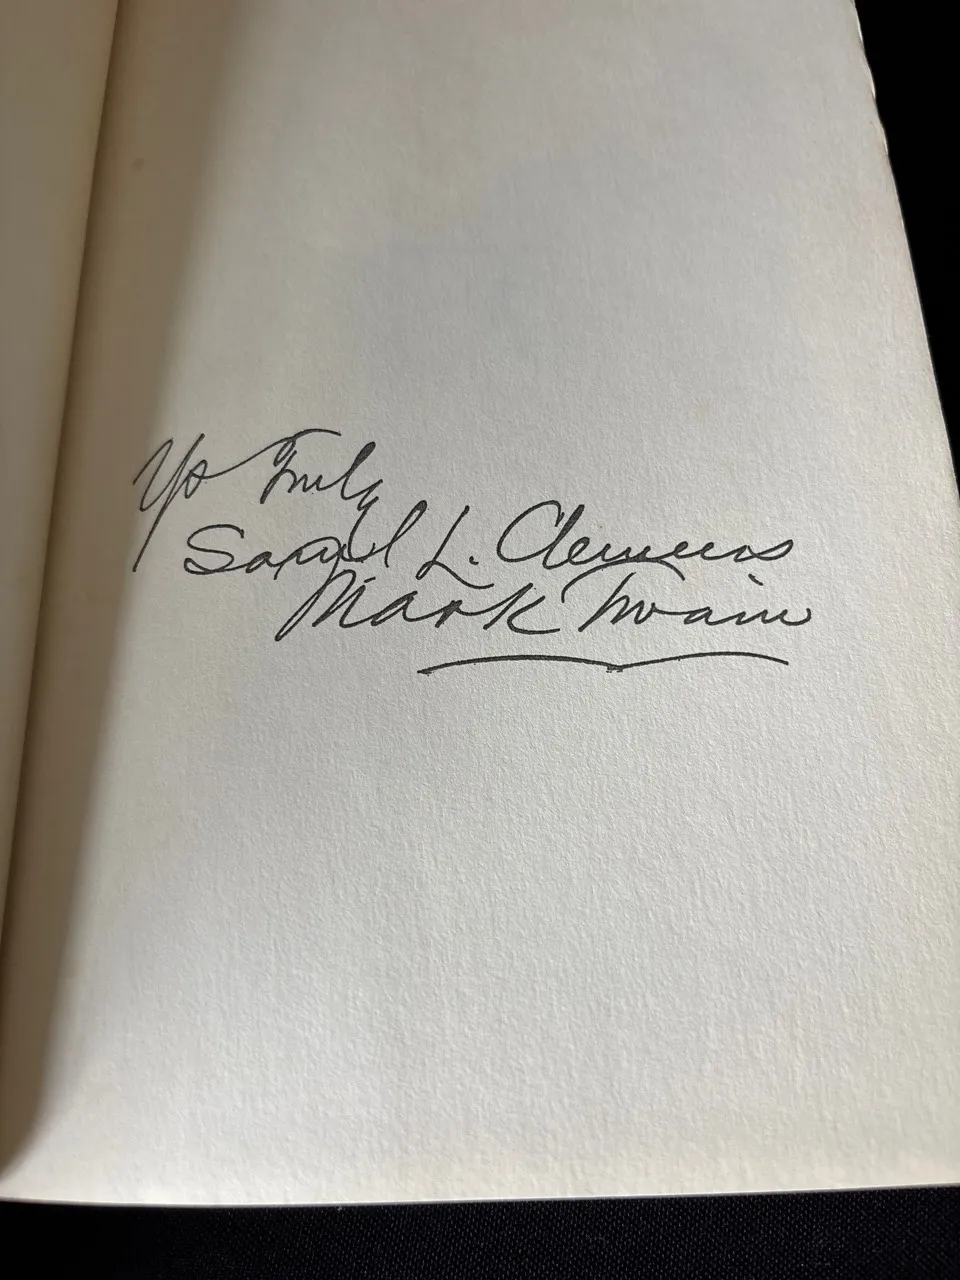 Yrs Truly
Saml L. Clemens
Mark Twain